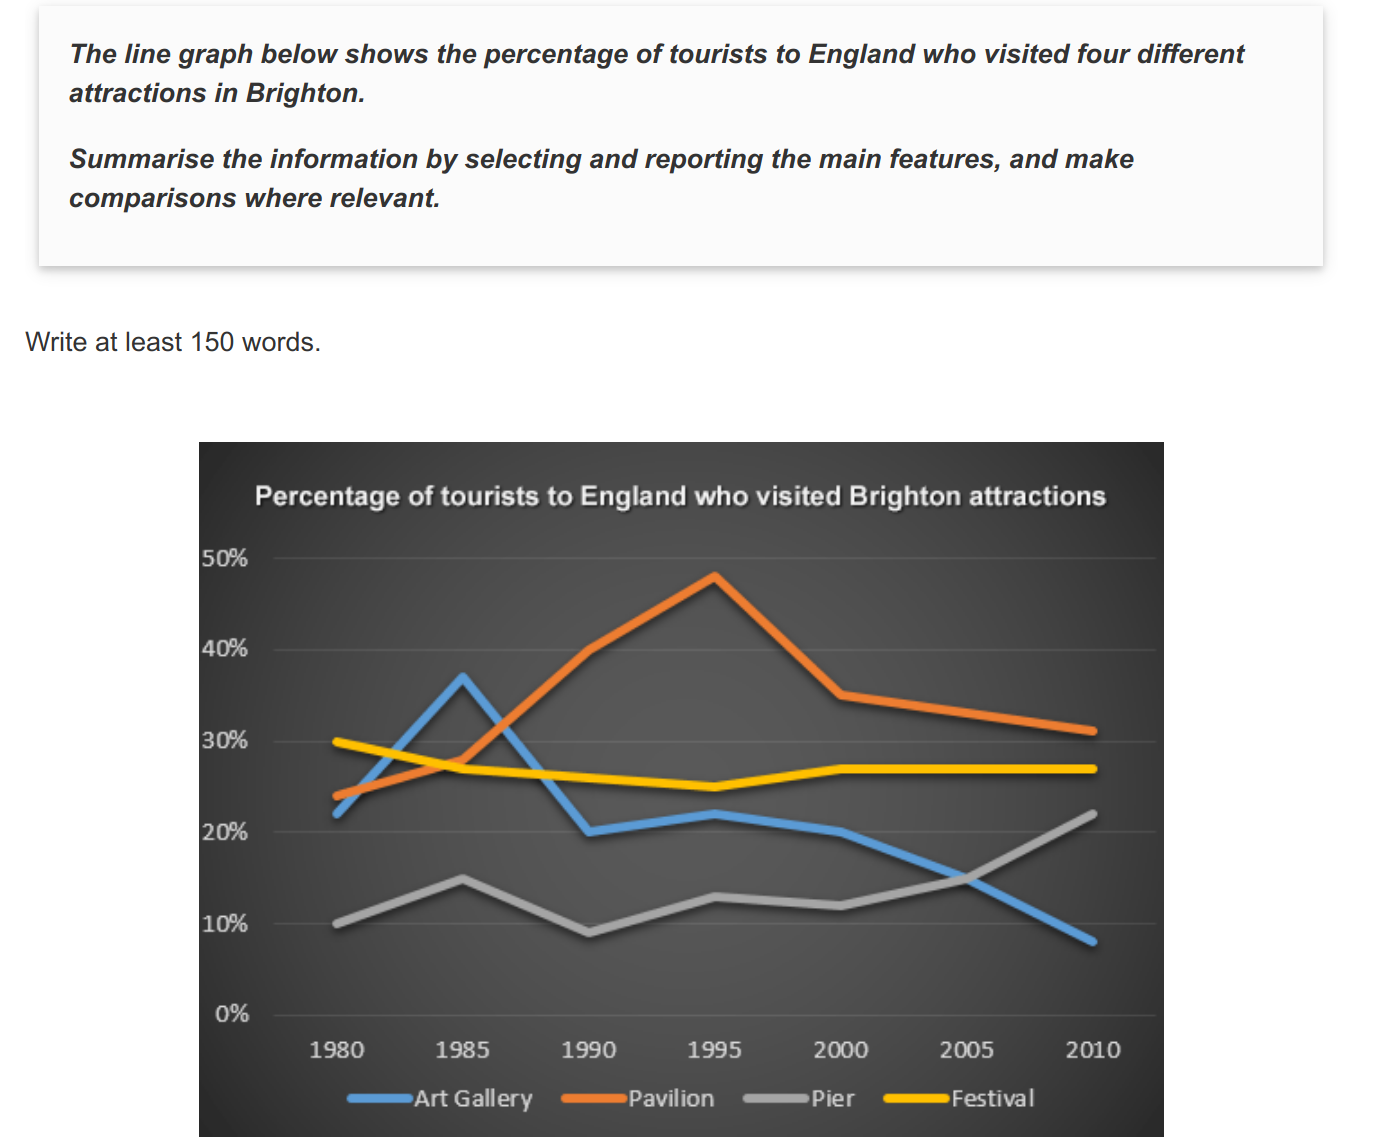 The line graph below shows the percentage of tourists to England who visited four different
attractions in Brighton.
Summarise the information by selecting and reporting the main features, and make
comparisons where relevant.
Write at least 150 words.
Percentage of tourists to England who visited Brighton attractions
50%
40%
30%
20%
10%
0%
1980 1985 1990 1995 2000 2005 2010
Art Gallery Pavilion Pier Festival